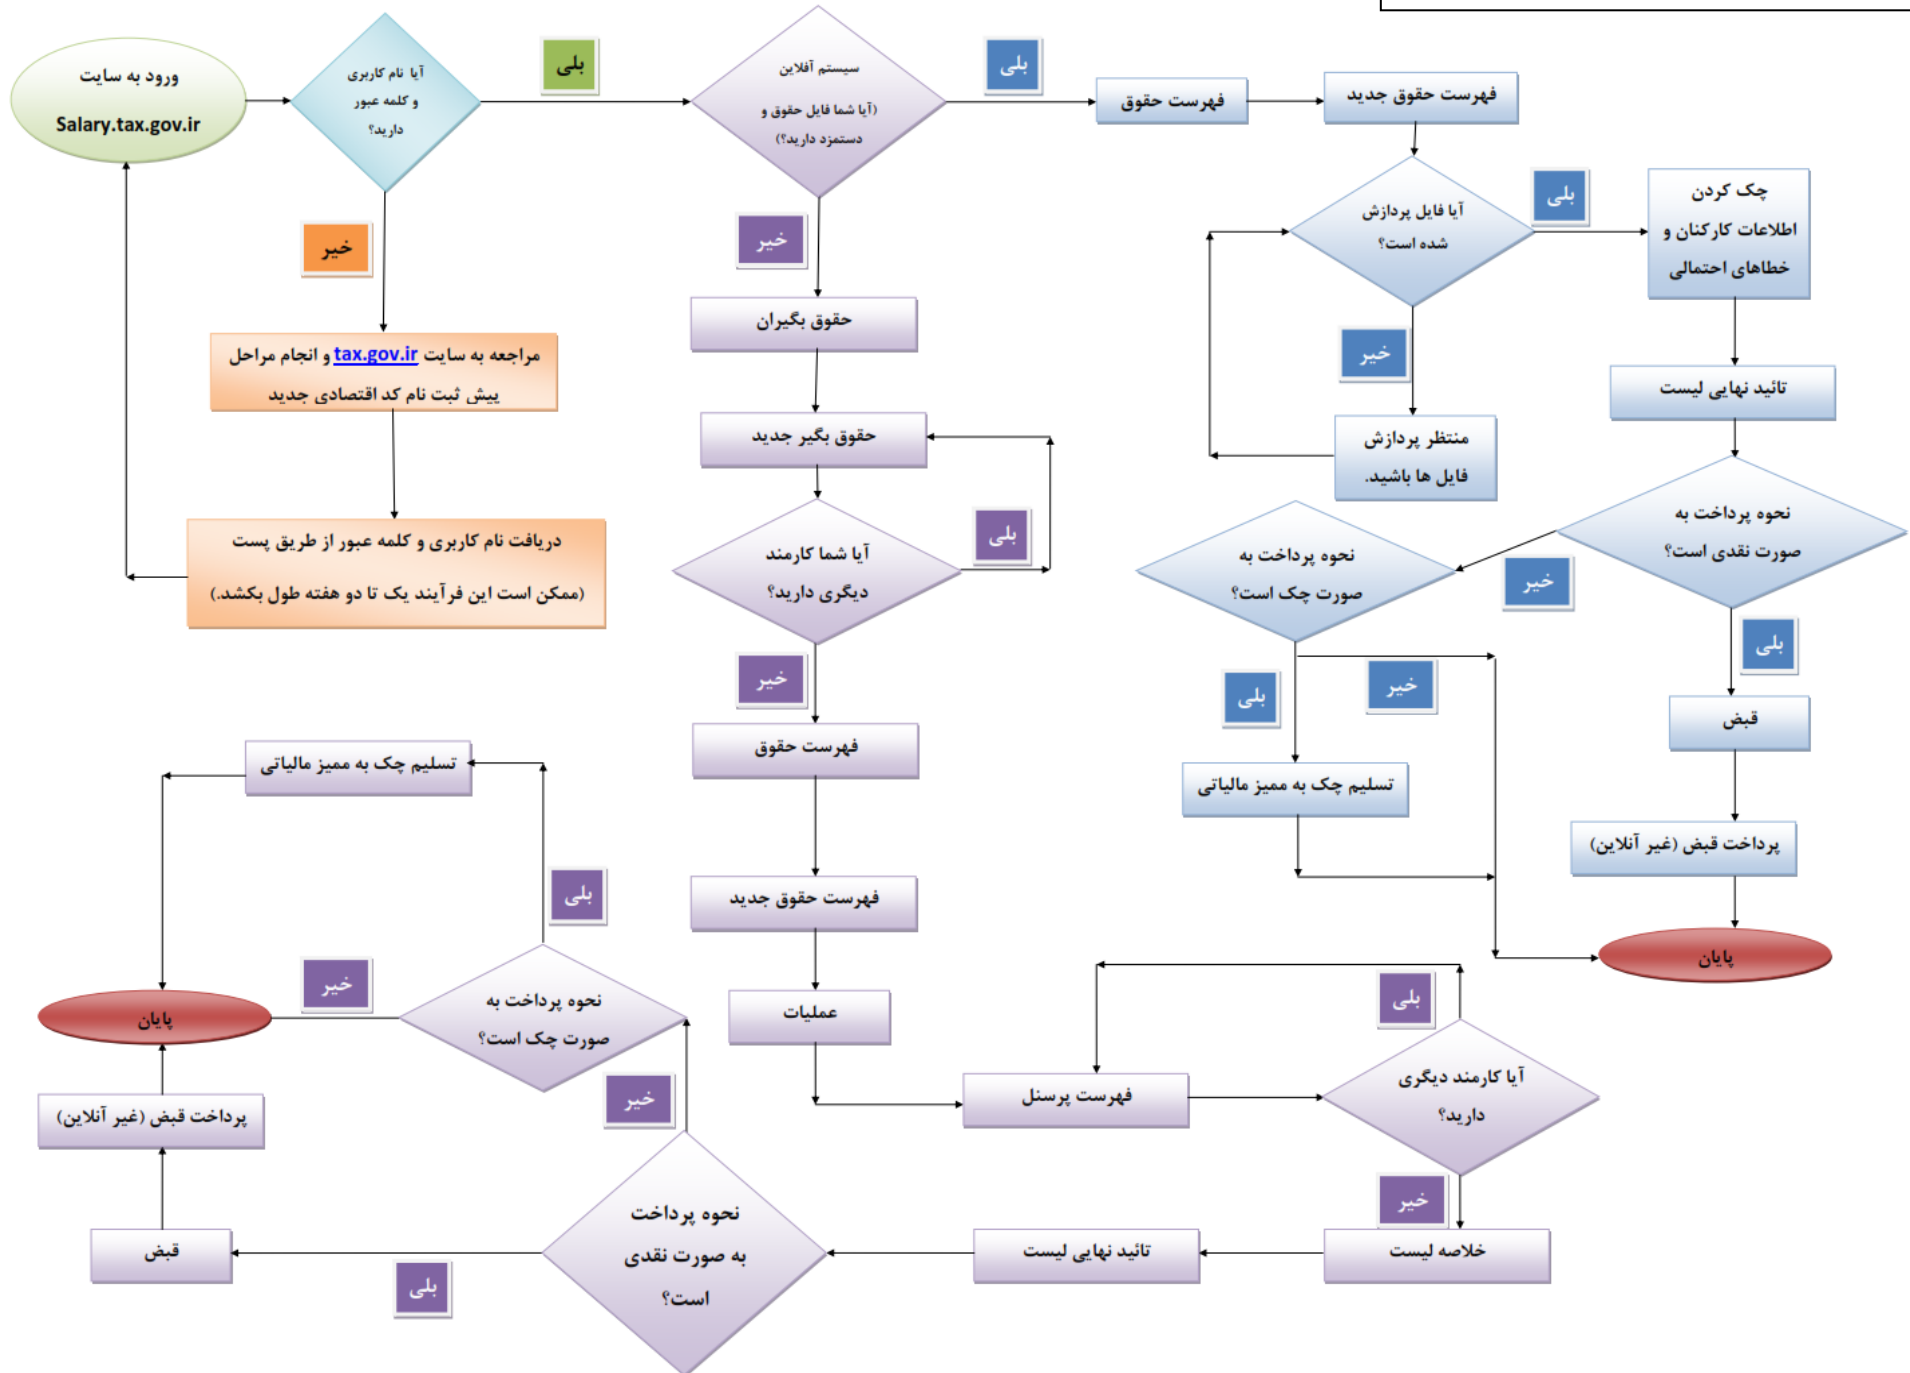 ورود به سایت
Salary.tax.gov.ir
آیا نام کاربری
و کلمه عبور
دارید؟
بلی
سیستم آفلاین
(آیا شما فایل حقوق و
دستمزد دارید؟)
بلی
فهرست حقوق
فهرست حقوق جدید
آیا فایل پردازش
شده است؟
بلی
چک کردن
اطلاعات کارکنان و
خطاهای احتمالی
خیر
منتظر پردازش
فایل ها باشید.
تائید نهایی لیست
نحوه پرداخت به
صورت نقدی است؟
خیر
نحوه پرداخت به
صورت چک است؟
بلی
خیر
تسلیم چک به ممیز مالیاتی
بلی
قبض
پرداخت قبض (غیر آنلاین)
پایان
خیر
مراجعه به سایت tax.gov.ir و انجام مراحل
پیش ثبت نام کد اقتصادی جدید
دریافت نام کاربری و کلمه عبور از طریق پست
(ممکن است این فرآیند یک تا دو هفته طول بکشد.)
خیر
حقوق بگیران
حقوق بگیر جدید
آیا شما کارمند
دیگری دارید؟
بلی
خیر
فهرست حقوق
فهرست حقوق جدید
عملیات
فهرست پرسنل
آیا کارمند دیگری
دارید؟
بلی
خیر
خلاصه لیست
تائید نهایی لیست
نحوه پرداخت
به صورت نقدی
است؟
خیر
نحوه پرداخت به
صورت چک است؟
بلی
تسلیم چک به ممیز مالیاتی
خیر
پایان
بلی
قبض
پرداخت قبض (غیر آنلاین)